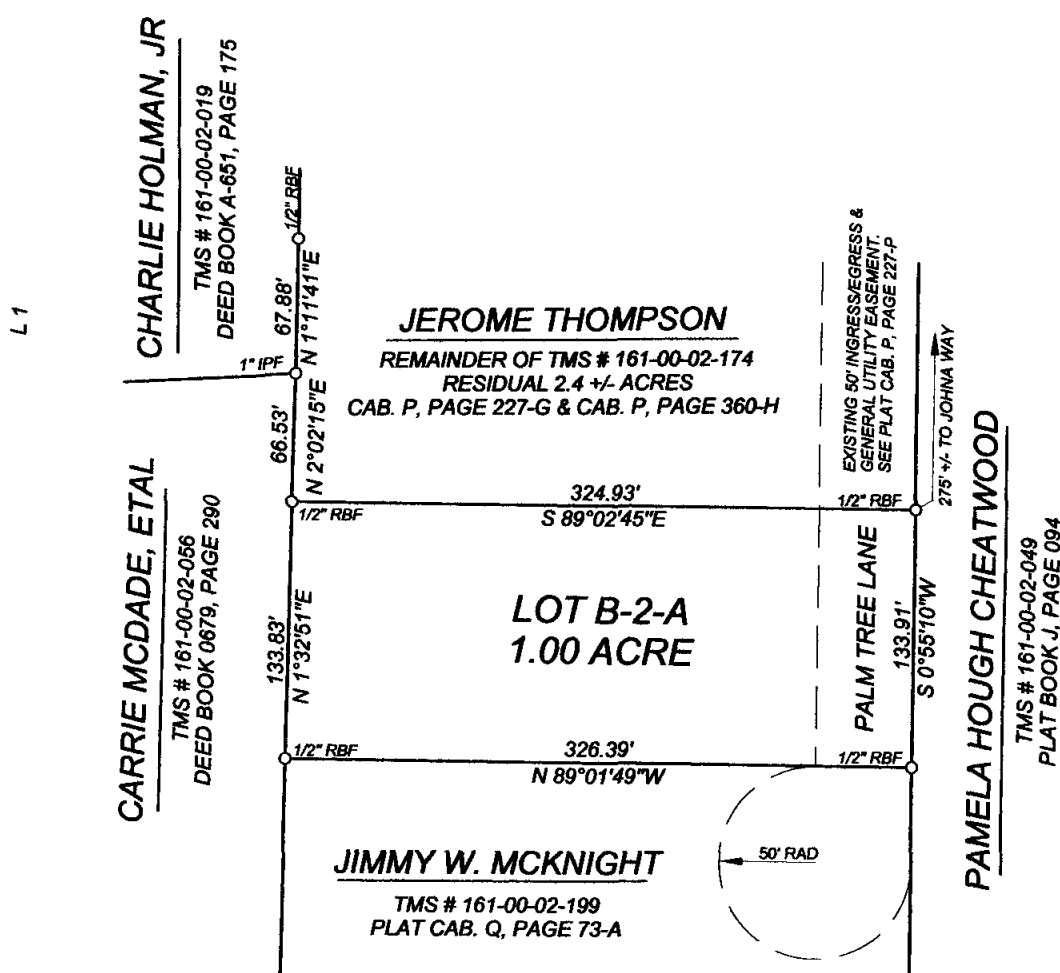 CHARLIE HOLMAN, JR
TMS # 161-00-02-019
DEED BOOK A-651, PAGE 175
L 1
1/2" RBF
67.88'
N 1°11'41"E
1" IPF
66.53'
N 2°02'15"E
JEROME THOMPSON
REMAINDER OF TMS # 161-00-02-174
RESIDUAL 2.4 +/- ACRES
CAB. P, PAGE 227-G & CAB. P, PAGE 360-H
EXISTING 50' INGRESS/EGRESS &
GENERAL UTILITY EASEMENT.
SEE PLAT CAB. P, PAGE 227-P
275' +/- TO JOHNA WAY
CARRIE MCDADE, ETAL
TMS # 161-00-02-056
DEED BOOK 0679, PAGE 290
1/2" RBF
324.93'
S 89°02'45"E
1/2" RBF
133.83'
N 1°32'51"E
LOT B-2-A
1.00 ACRE
PALM TREE LANE
133.91'
S 0°55'10"W
PAMELA HOUGH CHEATWOOD
TMS # 161-00-02-049
PLAT BOOK J, PAGE 094
1/2" RBF
326.39'
N 89°01'49"W
1/2" RBF
50' RAD
JIMMY W. MCKNIGHT
TMS # 161-00-02-199
PLAT CAB. Q, PAGE 73-A